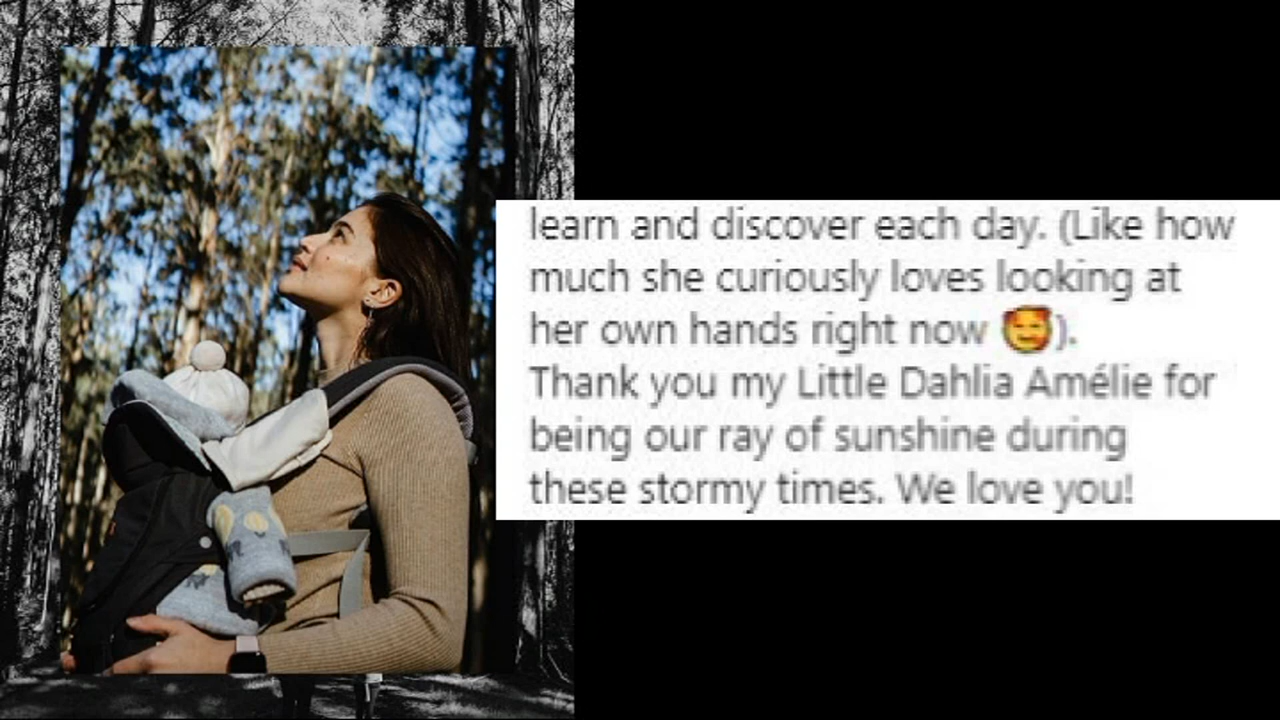 learn and discover each day. (Like how
much she curiously loves looking at
her own hands right now 🥰).
Thank you my Little Dahlia Amélie for
being our ray of sunshine during
these stormy times. We love you!